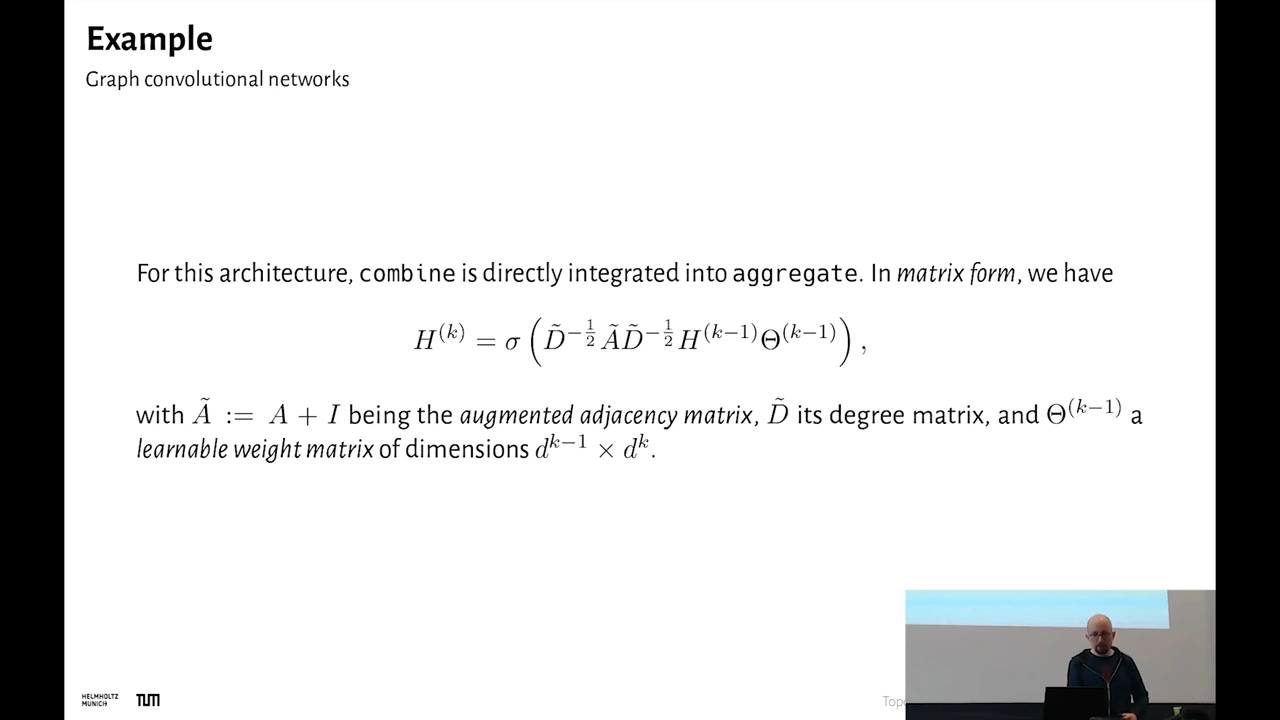 Example
Graph convolutional networks
For this architecture, combine is directly integrated into aggregate. In matrix form, we have
H^{(k)} = σ ( D̃^{-\frac{1}{2}} Ã D̃^{-\frac{1}{2}} H^{(k-1)} Θ^{(k-1)} ) ,
with Ã := A + I being the augmented adjacency matrix, D̃ its degree matrix, and Θ^{(k-1)} a
learnable weight matrix of dimensions d^{k-1} × d^{k}.
HELMHOLTZ
MUNICH
TUM